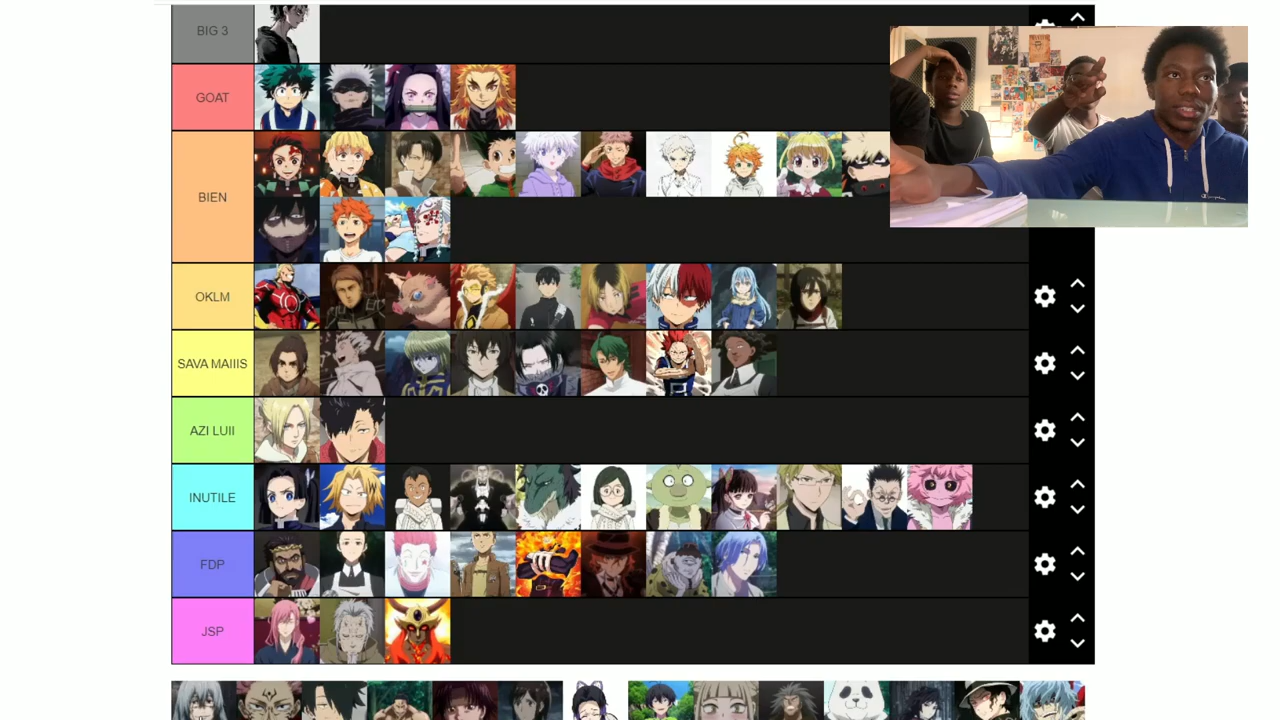 BIG 3
GOAT
BIEN
OKLM
SAVA MAIIIS
AZI LUII
INUTILE
FDP
JSP